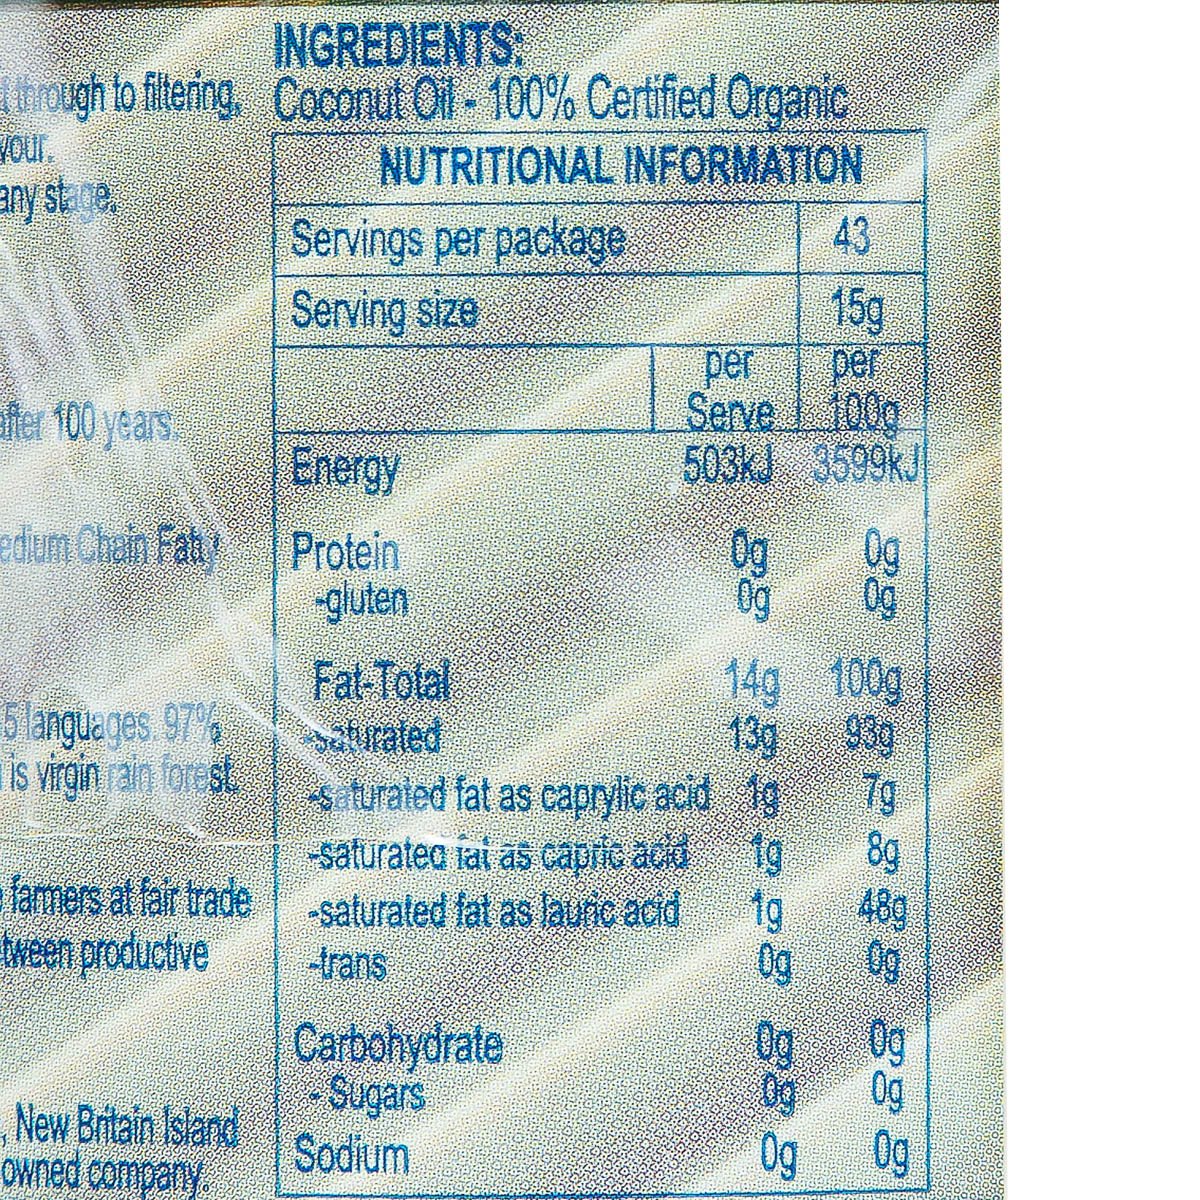 through to filtering,
vour.
any stage.
after 100 years.
edium Chain Fatty
5 languages. 97%
is virgin rain forest.
farmers at fair trade
tween productive
, New Britain Island
owned company.
INGREDIENTS:
Coconut Oil - 100% Certified Organic
NUTRITIONAL INFORMATION
Servings per package 43
Serving size 15g
per Serve per 100g
Energy 503kJ 3599kJ
Protein 0g 0g
-gluten 0g 0g
Fat-Total 14g 100g
-saturated 13g 93g
-saturated fat as caprylic acid 1g 7g
-saturated fat as capric acid 1g 8g
-saturated fat as lauric acid 1g 48g
-trans 0g 0g
Carbohydrate 0g 0g
- Sugars 0g 0g
Sodium 0g 0g